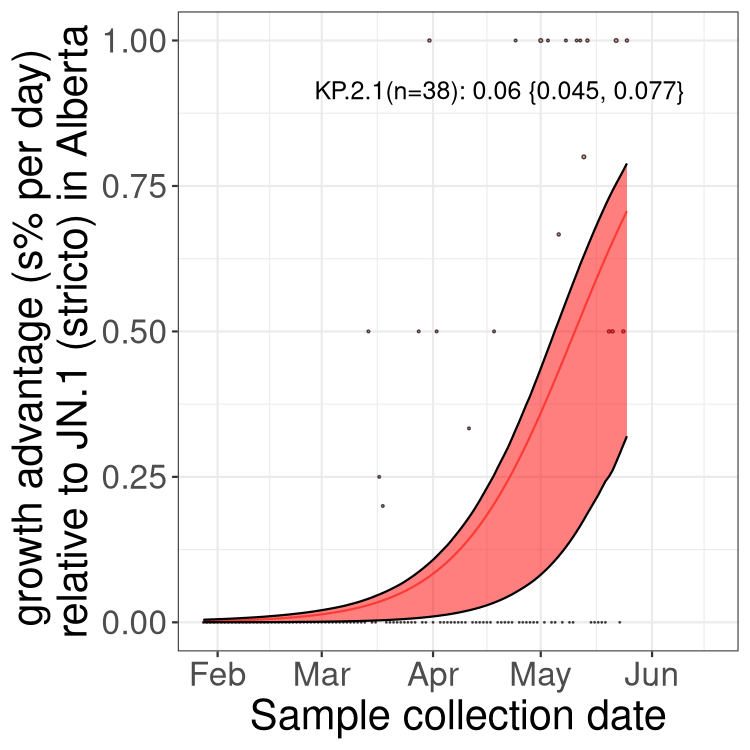 growth advantage (s% per day)
relative to JN.1 (stricto) in Alberta
1.00
0.75
0.50
0.25
0.00
KP.2.1(n=38): 0.06 {0.045, 0.077}
Feb Mar Apr May Jun
Sample collection date